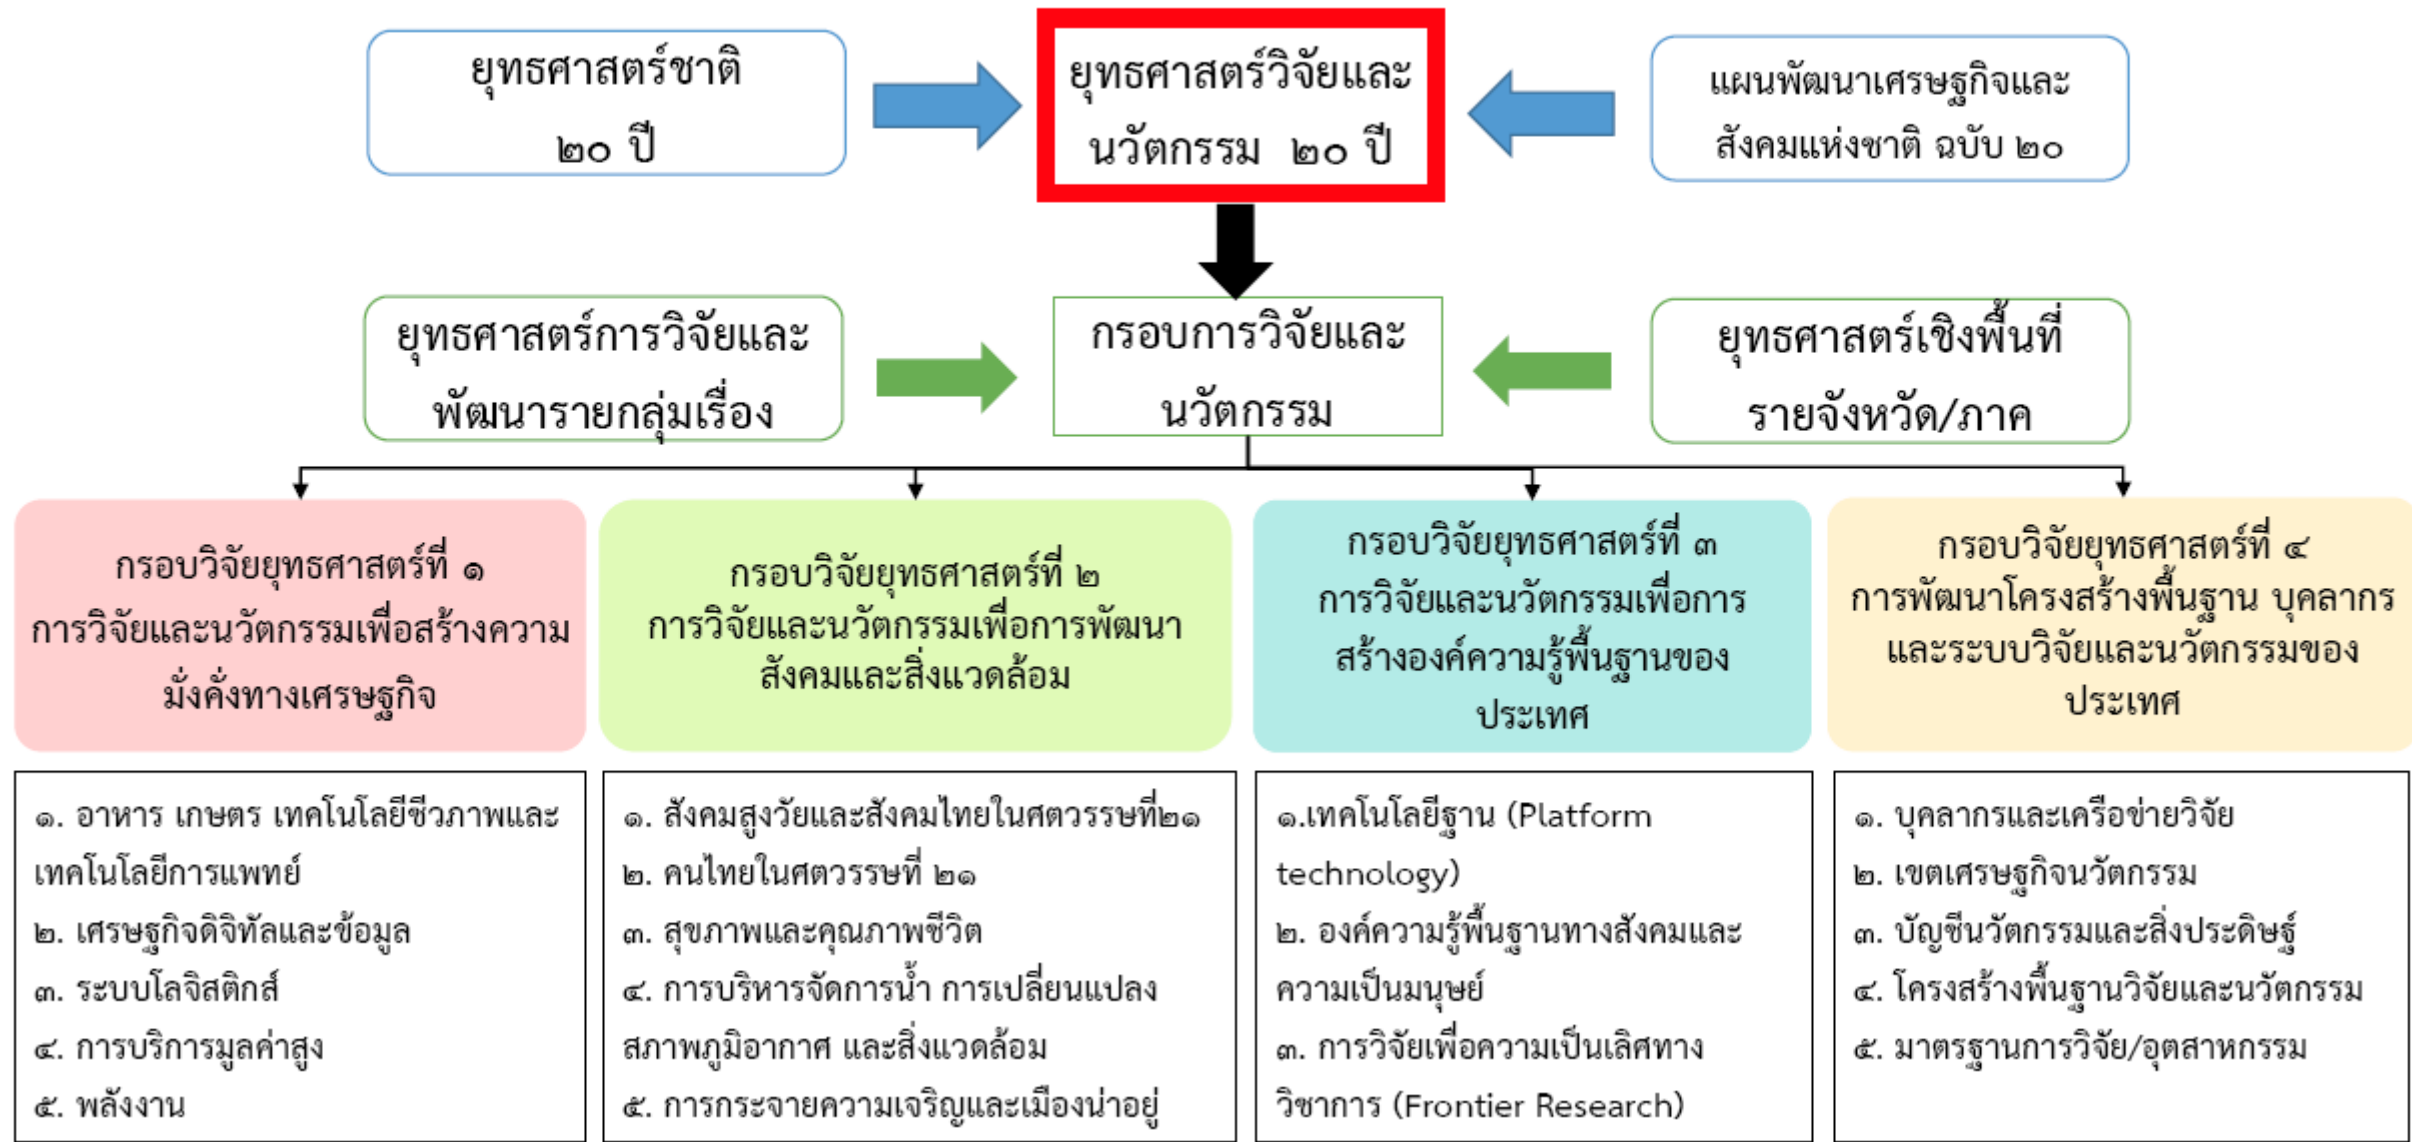 ยุทธศาสตร์ชาติ
๒๐ ปี
ยุทธศาสตร์วิจัยและ
นวัตกรรม ๒๐ ปี
แผนพัฒนาเศรษฐกิจและ
สังคมแห่งชาติ ฉบับ ๒๐
ยุทธศาสตร์การวิจัยและ
พัฒนารายกลุ่มเรื่อง
กรอบการวิจัยและ
นวัตกรรม
ยุทธศาสตร์เชิงพื้นที่
รายจังหวัด/ภาค
กรอบวิจัยยุทธศาสตร์ที่ ๑
การวิจัยและนวัตกรรมเพื่อสร้างความ
มั่งคั่งทางเศรษฐกิจ
กรอบวิจัยยุทธศาสตร์ที่ ๒
การวิจัยและนวัตกรรมเพื่อการพัฒนา
สังคมและสิ่งแวดล้อม
กรอบวิจัยยุทธศาสตร์ที่ ๓
การวิจัยและนวัตกรรมเพื่อการ
สร้างองค์ความรู้พื้นฐานของ
ประเทศ
กรอบวิจัยยุทธศาสตร์ที่ ๔
การพัฒนาโครงสร้างพื้นฐาน บุคลากร
และระบบวิจัยและนวัตกรรมของ
ประเทศ
๑. อาหาร เกษตร เทคโนโลยีชีวภาพและ
เทคโนโลยีการแพทย์
๒. เศรษฐกิจดิจิทัลและข้อมูล
๓. ระบบโลจิสติกส์
๔. การบริการมูลค่าสูง
๕. พลังงาน
๑. สังคมสูงวัยและสังคมไทยในศตวรรษที่๒๑
๒. คนไทยในศตวรรษที่ ๒๑
๓. สุขภาพและคุณภาพชีวิต
๔. การบริหารจัดการน้ำ การเปลี่ยนแปลง
สภาพภูมิอากาศ และสิ่งแวดล้อม
๕. การกระจายความเจริญและเมืองน่าอยู่
๑.เทคโนโลยีฐาน (Platform
technology)
๒. องค์ความรู้พื้นฐานทางสังคมและ
ความเป็นมนุษย์
๓. การวิจัยเพื่อความเป็นเลิศทาง
วิชาการ (Frontier Research)
๑. บุคลากรและเครือข่ายวิจัย
๒. เขตเศรษฐกิจนวัตกรรม
๓. บัญชีนวัตกรรมและสิ่งประดิษฐ์
๔. โครงสร้างพื้นฐานวิจัยและนวัตกรรม
๕. มาตรฐานการวิจัย/อุตสาหกรรม